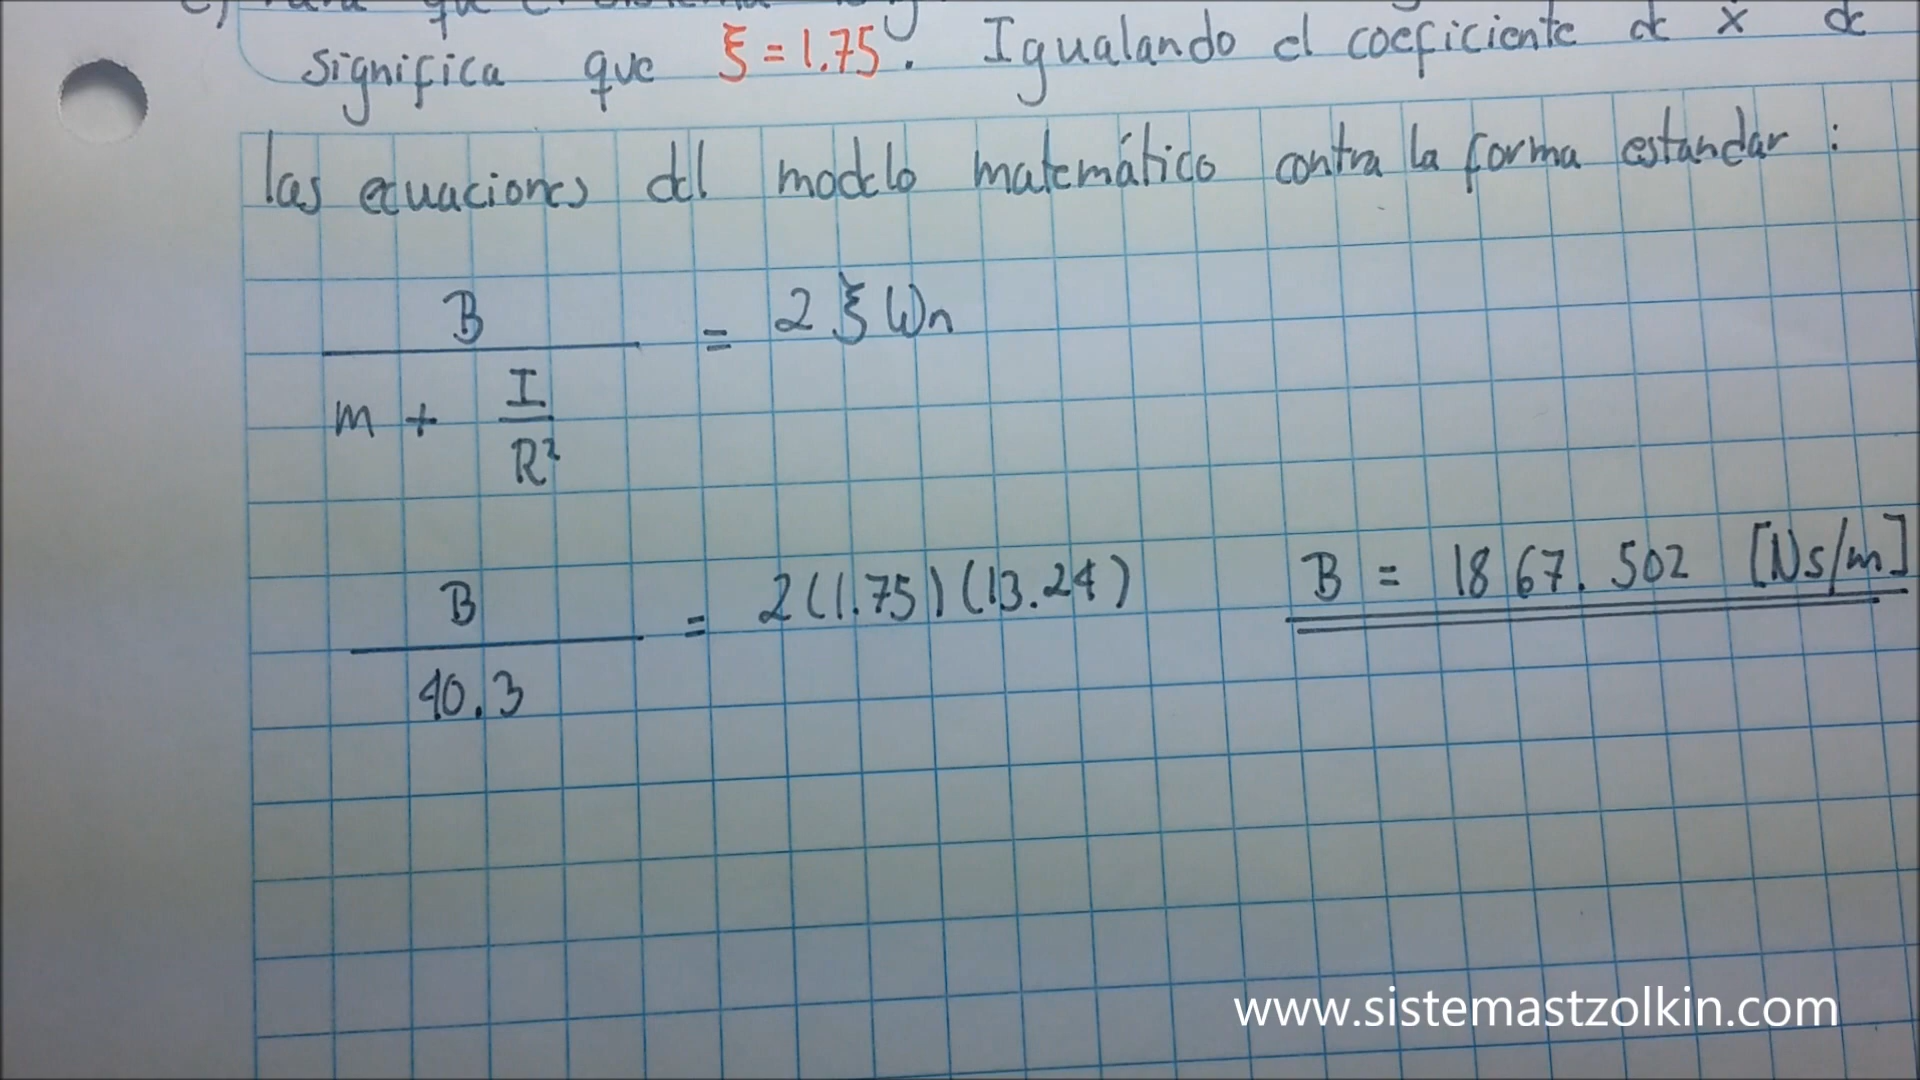 significa que ξ = 1.75. Igualando el coeficiente de ẋ de
las ecuaciones del modelo matemático contra la forma estandar :
B / (m + I/R²) = 2 ξ Wn
B / 40.3 = 2(1.75)(13.24) B = 1867.502 [Ns/m]
www.sistemastzolkin.com